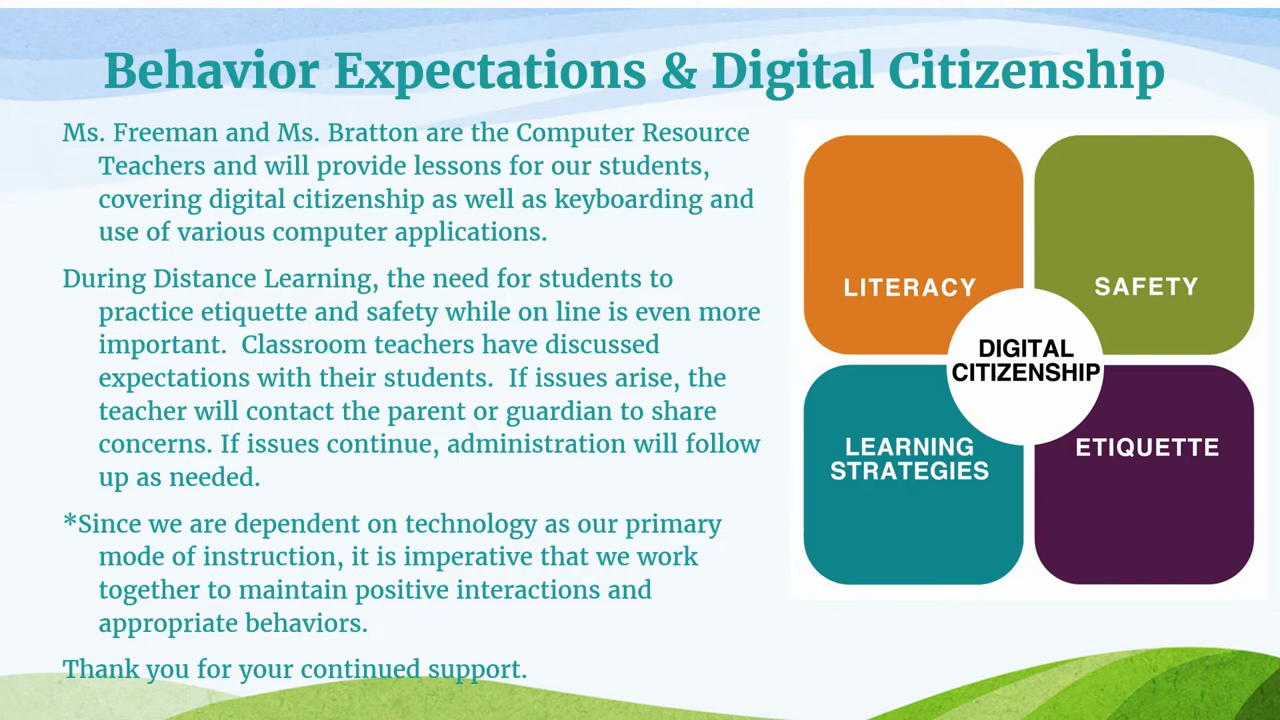 Behavior Expectations & Digital Citizenship
Ms. Freeman and Ms. Bratton are the Computer Resource
Teachers and will provide lessons for our students,
covering digital citizenship as well as keyboarding and
use of various computer applications.
During Distance Learning, the need for students to
practice etiquette and safety while on line is even more
important.  Classroom teachers have discussed
expectations with their students.  If issues arise, the
teacher will contact the parent or guardian to share
concerns. If issues continue, administration will follow
up as needed.
*Since we are dependent on technology as our primary
mode of instruction, it is imperative that we work
together to maintain positive interactions and
appropriate behaviors.
Thank you for your continued support.
LITERACY
SAFETY
DIGITAL
CITIZENSHIP
LEARNING
STRATEGIES
ETIQUETTE